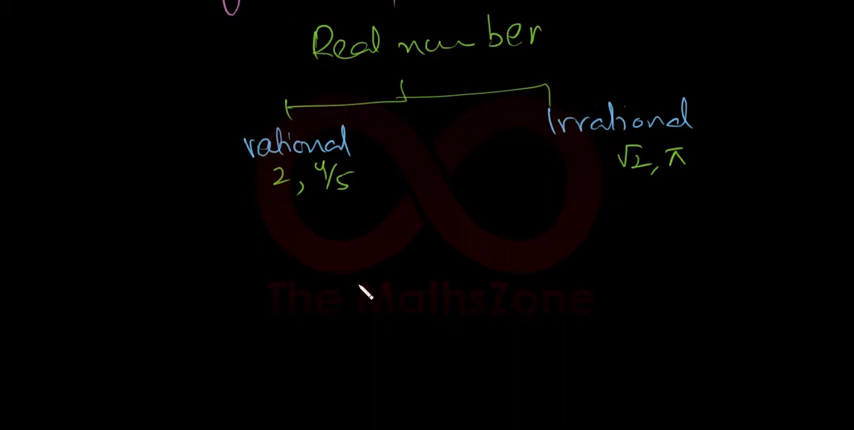 Real number
rational
Irrational
2, 4/5
√2, π
The MathsZone